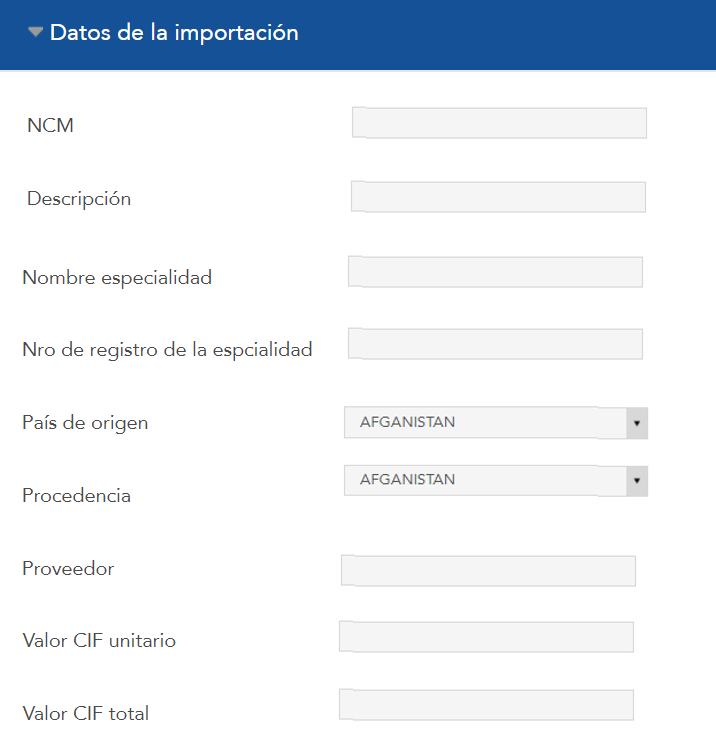 Datos de la importación
NCM
Descripción
Nombre especialidad
Nro de registro de la espcialidad
País de origen AFGANISTAN
Procedencia AFGANISTAN
Proveedor
Valor CIF unitario
Valor CIF total